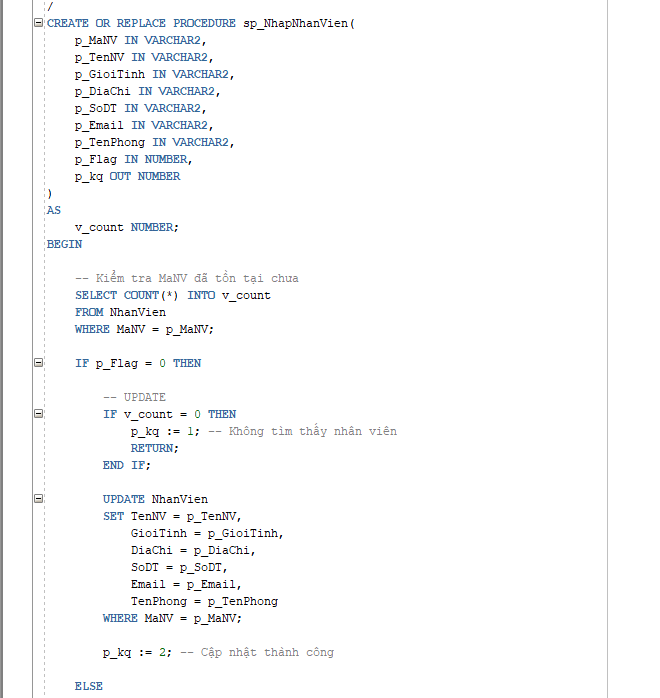 /
CREATE OR REPLACE PROCEDURE sp_NhapNhanVien(
    p_MaNV IN VARCHAR2,
    p_TenNV IN VARCHAR2,
    p_GioiTinh IN VARCHAR2,
    p_DiaChi IN VARCHAR2,
    p_SoDT IN VARCHAR2,
    p_Email IN VARCHAR2,
    p_TenPhong IN VARCHAR2,
    p_Flag IN NUMBER,
    p_kq OUT NUMBER
)
AS
    v_count NUMBER;
BEGIN
    -- Kiểm tra MaNV đã tồn tại chưa
    SELECT COUNT(*) INTO v_count
    FROM NhanVien
    WHERE MaNV = p_MaNV;
    IF p_Flag = 0 THEN
        -- UPDATE
        IF v_count = 0 THEN
            p_kq := 1; -- Không tìm thấy nhân viên
            RETURN;
        END IF;
        UPDATE NhanVien
        SET TenNV = p_TenNV,
            GioiTinh = p_GioiTinh,
            DiaChi = p_DiaChi,
            SoDT = p_SoDT,
            Email = p_Email,
            TenPhong = p_TenPhong
        WHERE MaNV = p_MaNV;
        p_kq := 2; -- Cập nhật thành công
    ELSE